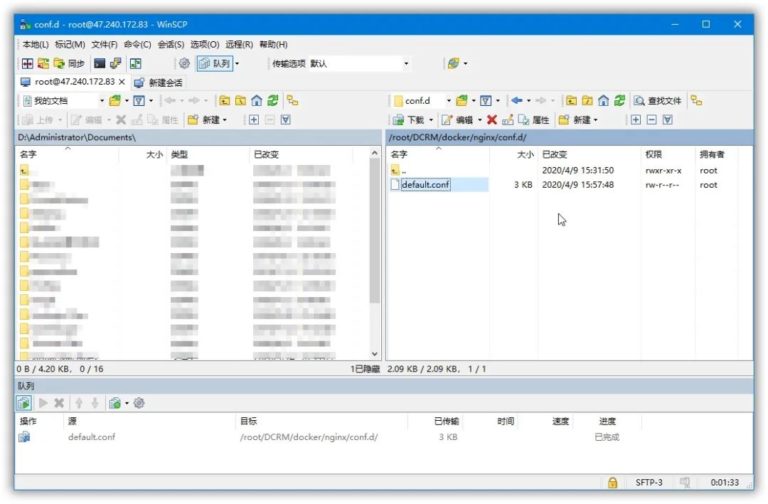 conf.d - root@47.240.172.83 - WinSCP
本地(L) 标记(M) 文件(F) 命令(C) 会话(S) 选项(O) 远程(R) 帮助(H)
同步 队列 传输选项 默认
root@47.240.172.83 新建会话
我的文档 conf.d 查找文件
上传 编辑 属性 新建 下载 编辑 属性 新建
D:\Administrator\Documents\ /root/DCRM/docker/nginx/conf.d/
名字 大小 类型 已改变 名字 大小 已改变 权限 拥有者
.. 2020/4/9 15:31:50 rwxr-xr-x root
default.conf 3 KB 2020/4/9 15:57:48 rw-r--r-- root
0 B / 4.20 KB, 0 / 16 1已隐藏 2.09 KB / 2.09 KB, 1 / 1
队列
操作 源 目标 已传输 时间 速度 进度
default.conf /root/DCRM/docker/nginx/conf.d/ 3 KB 已完成
SFTP-3 0:01:33